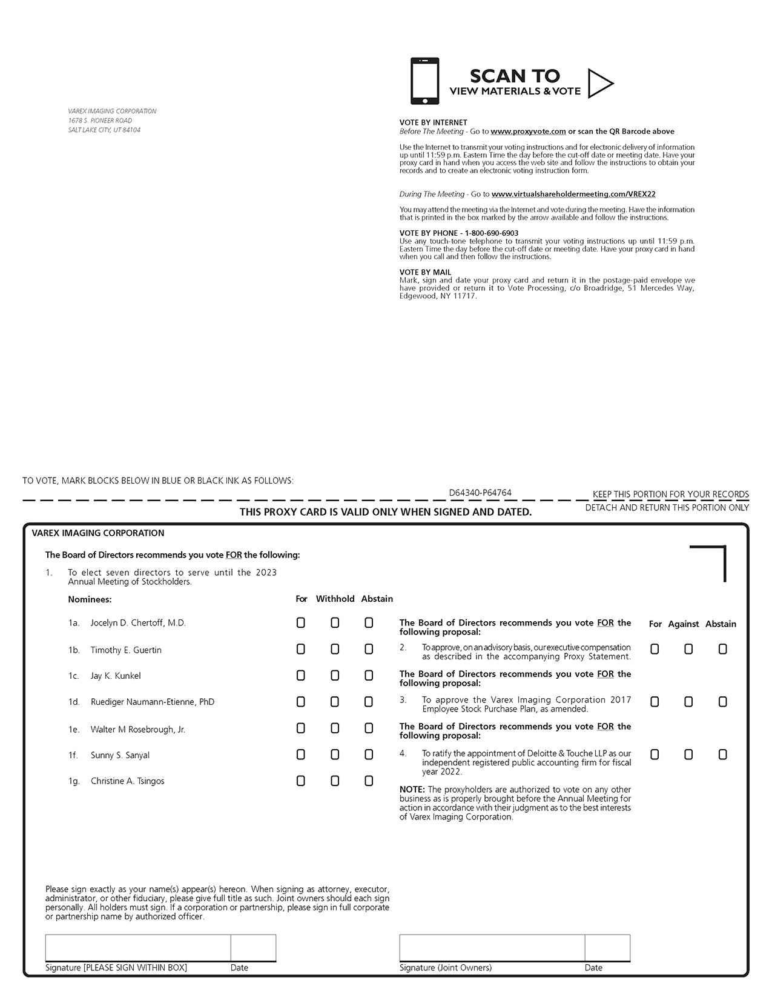 SCAN TO
VIEW MATERIALS & VOTE
VAREX IMAGING CORPORATION
1678 S. PIONEER ROAD
SALT LAKE CITY, UT 84104
VOTE BY INTERNET
Before The Meeting - Go to www.proxyvote.com or scan the QR Barcode above
Use the Internet to transmit your voting instructions and for electronic delivery of information
up until 11:59 p.m. Eastern Time the day before the cut-off date or meeting date. Have your
proxy card in hand when you access the web site and follow the instructions to obtain your
records and to create an electronic voting instruction form.
During The Meeting - Go to www.virtualshareholdermeeting.com/VREX22
You may attend the meeting via the Internet and vote during the meeting. Have the information
that is printed in the box marked by the arrow available and follow the instructions.
VOTE BY PHONE - 1-800-690-6903
Use any touch-tone telephone to transmit your voting instructions up until 11:59 p.m.
Eastern Time the day before the cut-off date or meeting date. Have your proxy card in hand
when you call and then follow the instructions.
VOTE BY MAIL
Mark, sign and date your proxy card and return it in the postage-paid envelope we
have provided or return it to Vote Processing, c/o Broadridge, 51 Mercedes Way,
Edgewood, NY 11717.
TO VOTE, MARK BLOCKS BELOW IN BLUE OR BLACK INK AS FOLLOWS:
D64340-P64764
KEEP THIS PORTION FOR YOUR RECORDS
DETACH AND RETURN THIS PORTION ONLY
THIS PROXY CARD IS VALID ONLY WHEN SIGNED AND DATED.
VAREX IMAGING CORPORATION
The Board of Directors recommends you vote FOR the following:
1. To elect seven directors to serve until the 2023
Annual Meeting of Stockholders.
Nominees:
For Withhold Abstain
1a. Jocelyn D. Chertoff, M.D.
1b. Timothy E. Guertin
1c. Jay K. Kunkel
1d. Ruediger Naumann-Etienne, PhD
1e. Walter M Rosebrough, Jr.
1f. Sunny S. Sanyal
1g. Christine A. Tsingos
The Board of Directors recommends you vote FOR the
following proposal:
For Against Abstain
2. To approve, on an advisory basis, our executive compensation
as described in the accompanying Proxy Statement.
The Board of Directors recommends you vote FOR the
following proposal:
3. To approve the Varex Imaging Corporation 2017
Employee Stock Purchase Plan, as amended.
The Board of Directors recommends you vote FOR the
following proposal:
4. To ratify the appointment of Deloitte & Touche LLP as our
independent registered public accounting firm for fiscal
year 2022.
NOTE: The proxyholders are authorized to vote on any other
business as is properly brought before the Annual Meeting for
action in accordance with their judgment as to the best interests
of Varex Imaging Corporation.
Please sign exactly as your name(s) appear(s) hereon. When signing as attorney, executor,
administrator, or other fiduciary, please give full title as such. Joint owners should each sign
personally. All holders must sign. If a corporation or partnership, please sign in full corporate
or partnership name by authorized officer.
Signature [PLEASE SIGN WITHIN BOX]
Date
Signature (Joint Owners)
Date